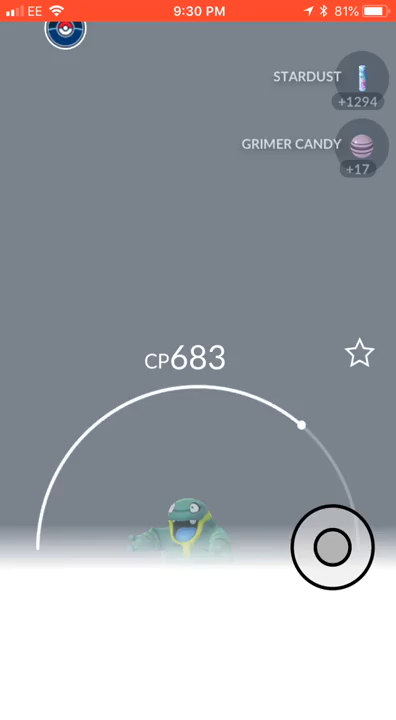 EE 9:30 PM 81%
STARDUST
+1294
GRIMER CANDY
+17
CP683